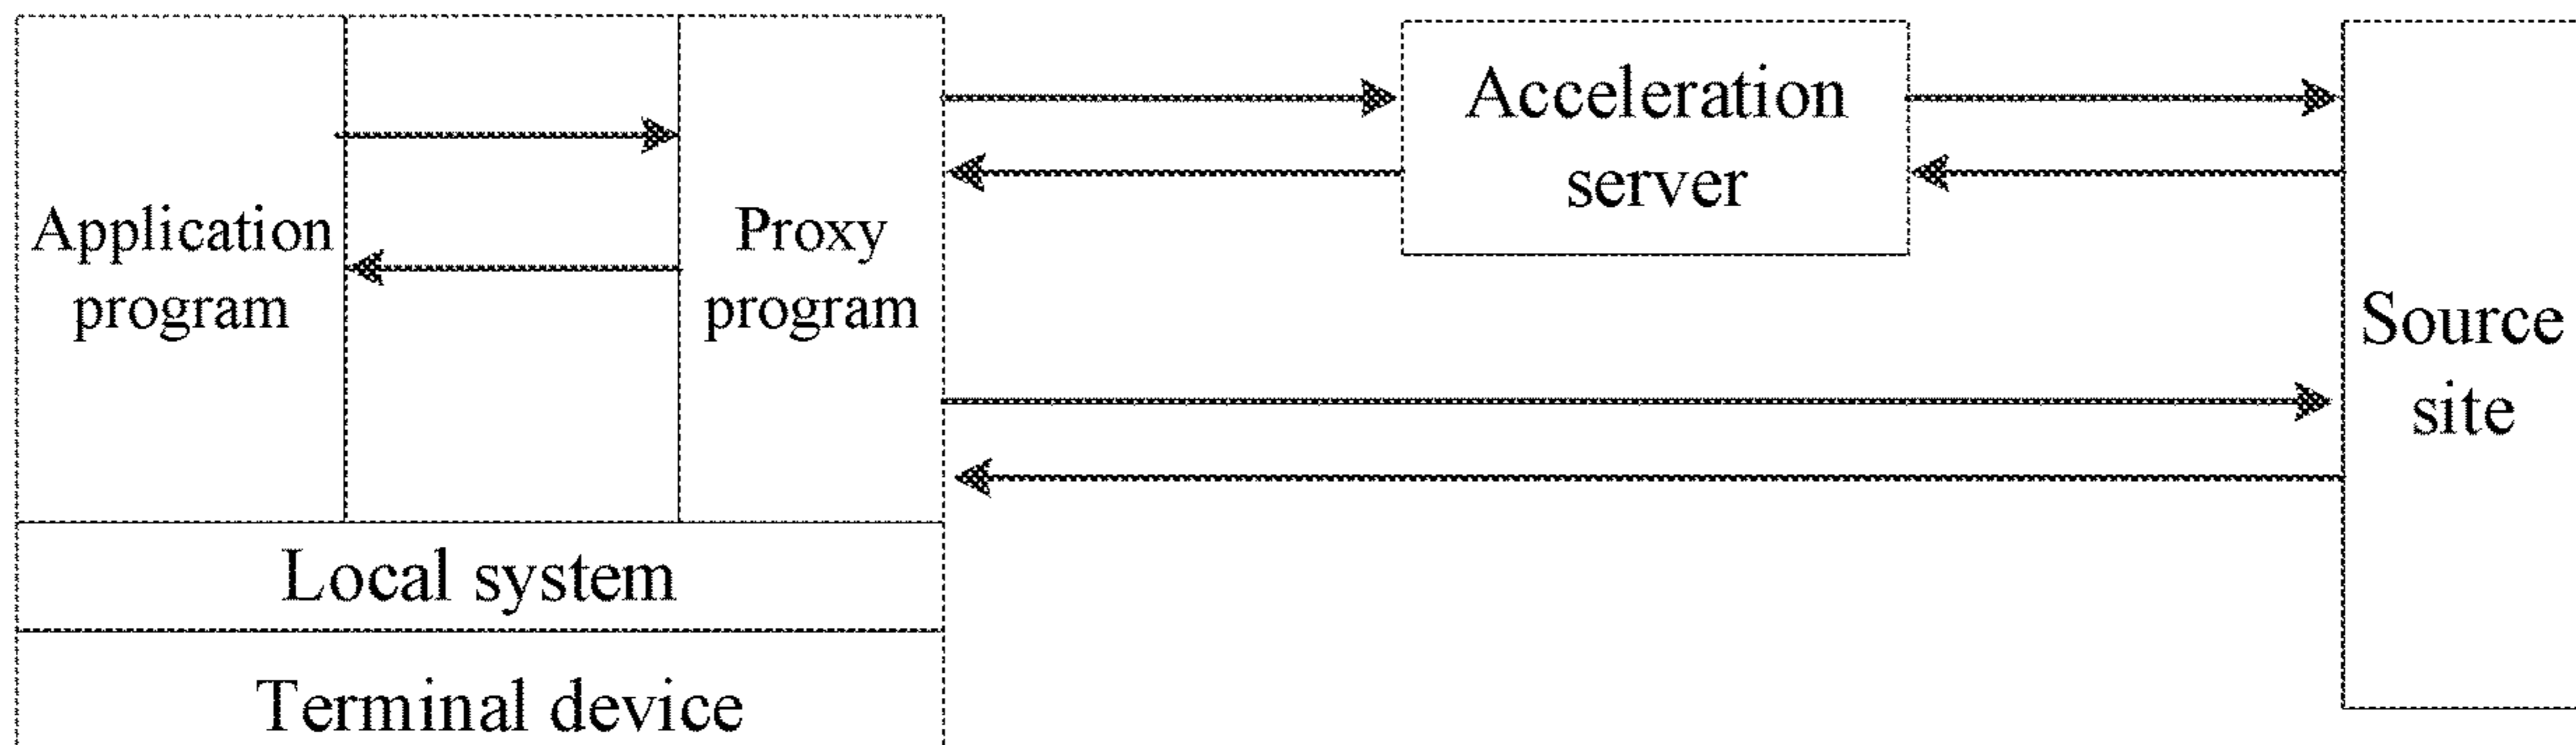 Application
program
Proxy
program
Acceleration
server
Source
site
Local system
Terminal device